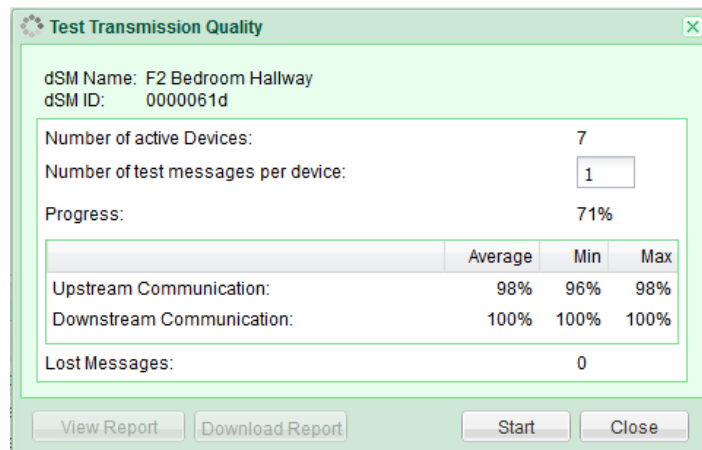 Test Transmission Quality
dSM Name: F2 Bedroom Hallway
dSM ID: 0000061d
Number of active Devices: 7
Number of test messages per device: 1
Progress: 71%
Average Min Max
Upstream Communication: 98% 96% 98%
Downstream Communication: 100% 100% 100%
Lost Messages: 0
View Report Download Report Start Close